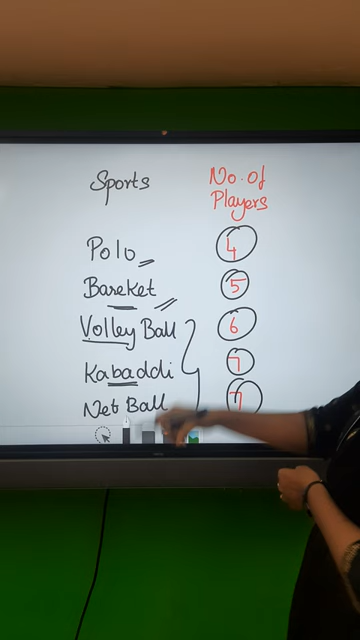 Sports No. of Players
Polo 4
Basket 5
Volley Ball 6
Kabaddi 7
Net Ball 7